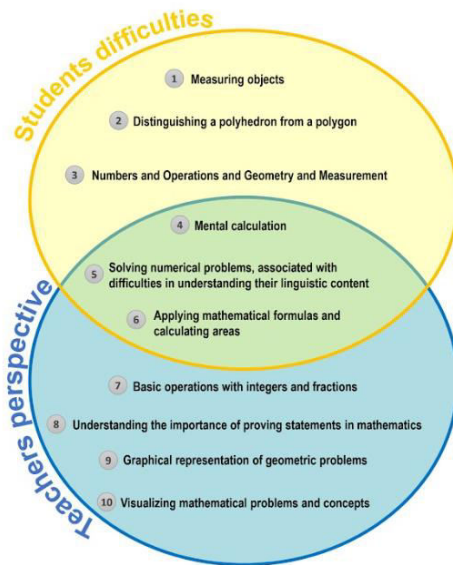 Students difficulties
1 Measuring objects
2 Distinguishing a polyhedron from a polygon
3 Numbers and Operations and Geometry and Measurement
4 Mental calculation
5 Solving numerical problems, associated with
difficulties in understanding their linguistic content
6 Applying mathematical formulas and
calculating areas
Teachers perspective
7 Basic operations with integers and fractions
8 Understanding the importance of proving statements in mathematics
9 Graphical representation of geometric problems
10 Visualizing mathematical problems and concepts